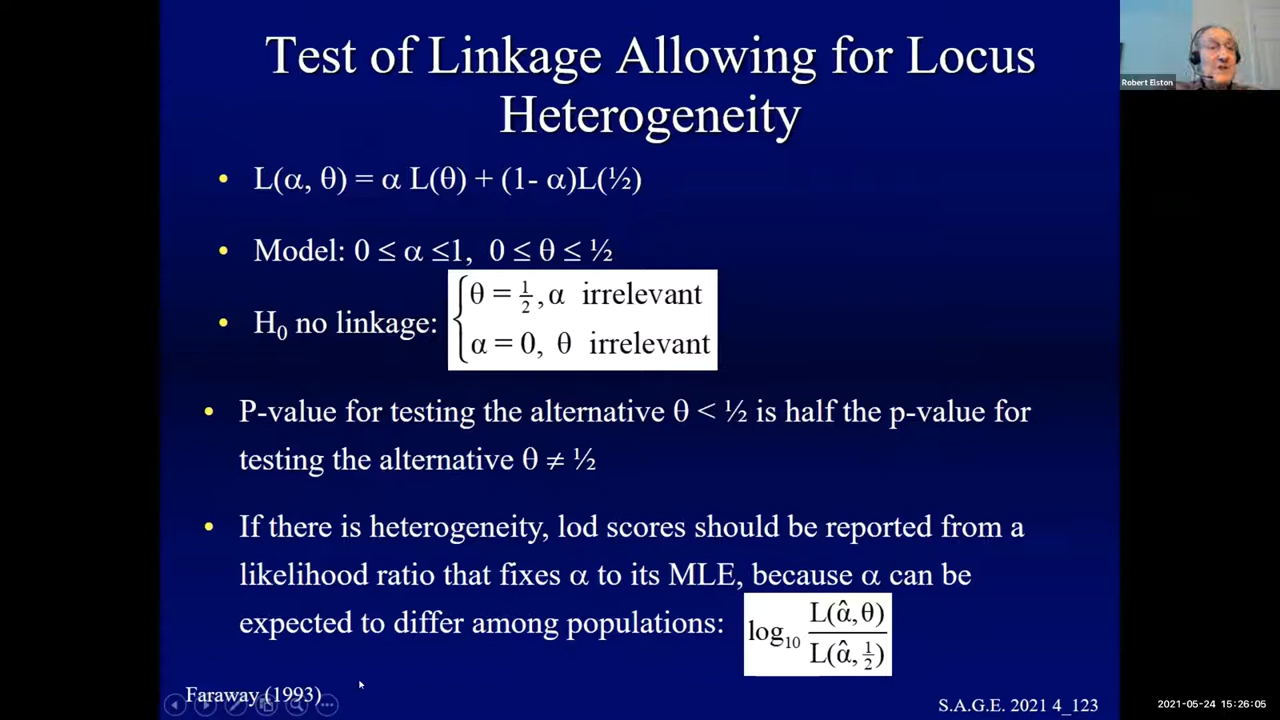 Test of Linkage Allowing for Locus
Heterogeneity
• L(α, θ) = α L(θ) + (1- α)L(½)
• Model: 0 ≤ α ≤1, 0 ≤ θ ≤ ½
• H₀ no linkage:
θ = 1/2, α irrelevant
α = 0, θ irrelevant
• P-value for testing the alternative θ < ½ is half the p-value for
testing the alternative θ ≠ ½
• If there is heterogeneity, lod scores should be reported from a
likelihood ratio that fixes α to its MLE, because α can be
expected to differ among populations: log₁₀ L(α̂,θ) / L(α̂, 1/2)
Faraway (1993)
S.A.G.E. 2021 4_123
Robert Elston
2021-05-24 15:26:05